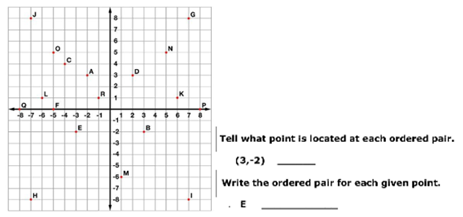 J
8
G
7
6
O
5
N
C
4
A
3
D
2
L
R
1
K
Q
F
P
-8 -7 -6 -5 -4 -3 -2 -1
1 2 3 4 5 6 7 8
-1
E
-2
B
-3
-4
-5
-6
M
-7
H
-8
I
Tell what point is located at each ordered pair.
(3,-2) ______
Write the ordered pair for each given point.
. E ____________